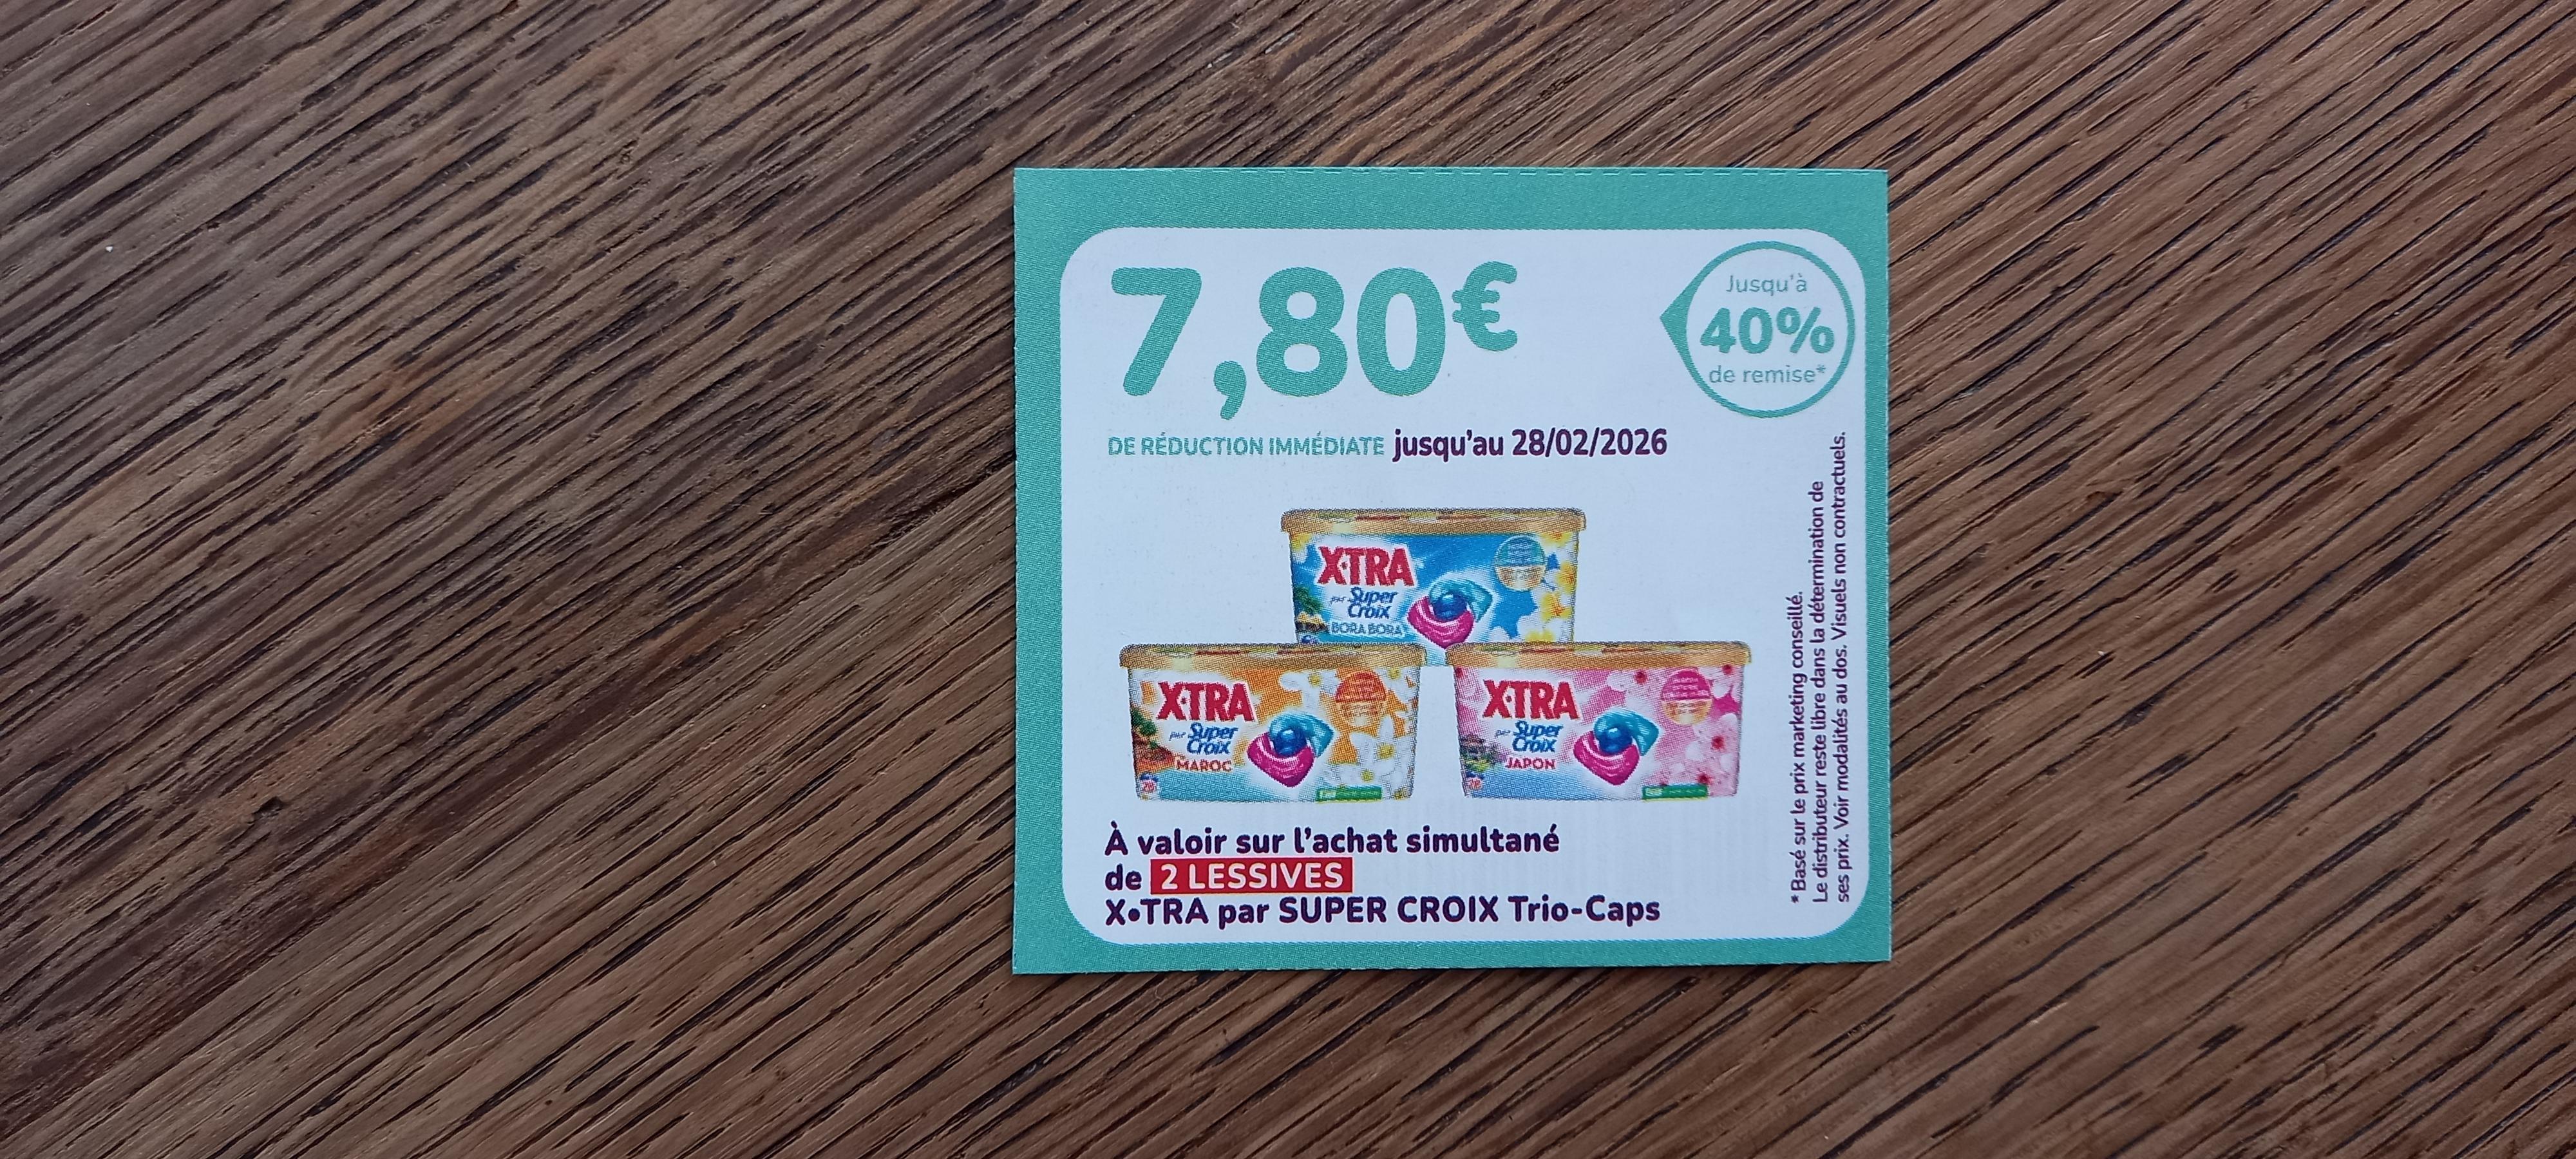 7,80€
Jusqu'à
40%
de remise*
DE RÉDUCTION IMMÉDIATE jusqu'au 28/02/2026
X•TRA
par Super
Croix
BORA BORA
X•TRA
par Super
Croix
MAROC
X•TRA
par Super
Croix
JAPON
À valoir sur l'achat simultané
de 2 LESSIVES
X•TRA par SUPER CROIX Trio-Caps
* Basé sur le prix marketing conseillé.
Le distributeur reste libre dans la détermination de
ses prix. Voir modalités au dos. Visuels non contractuels.